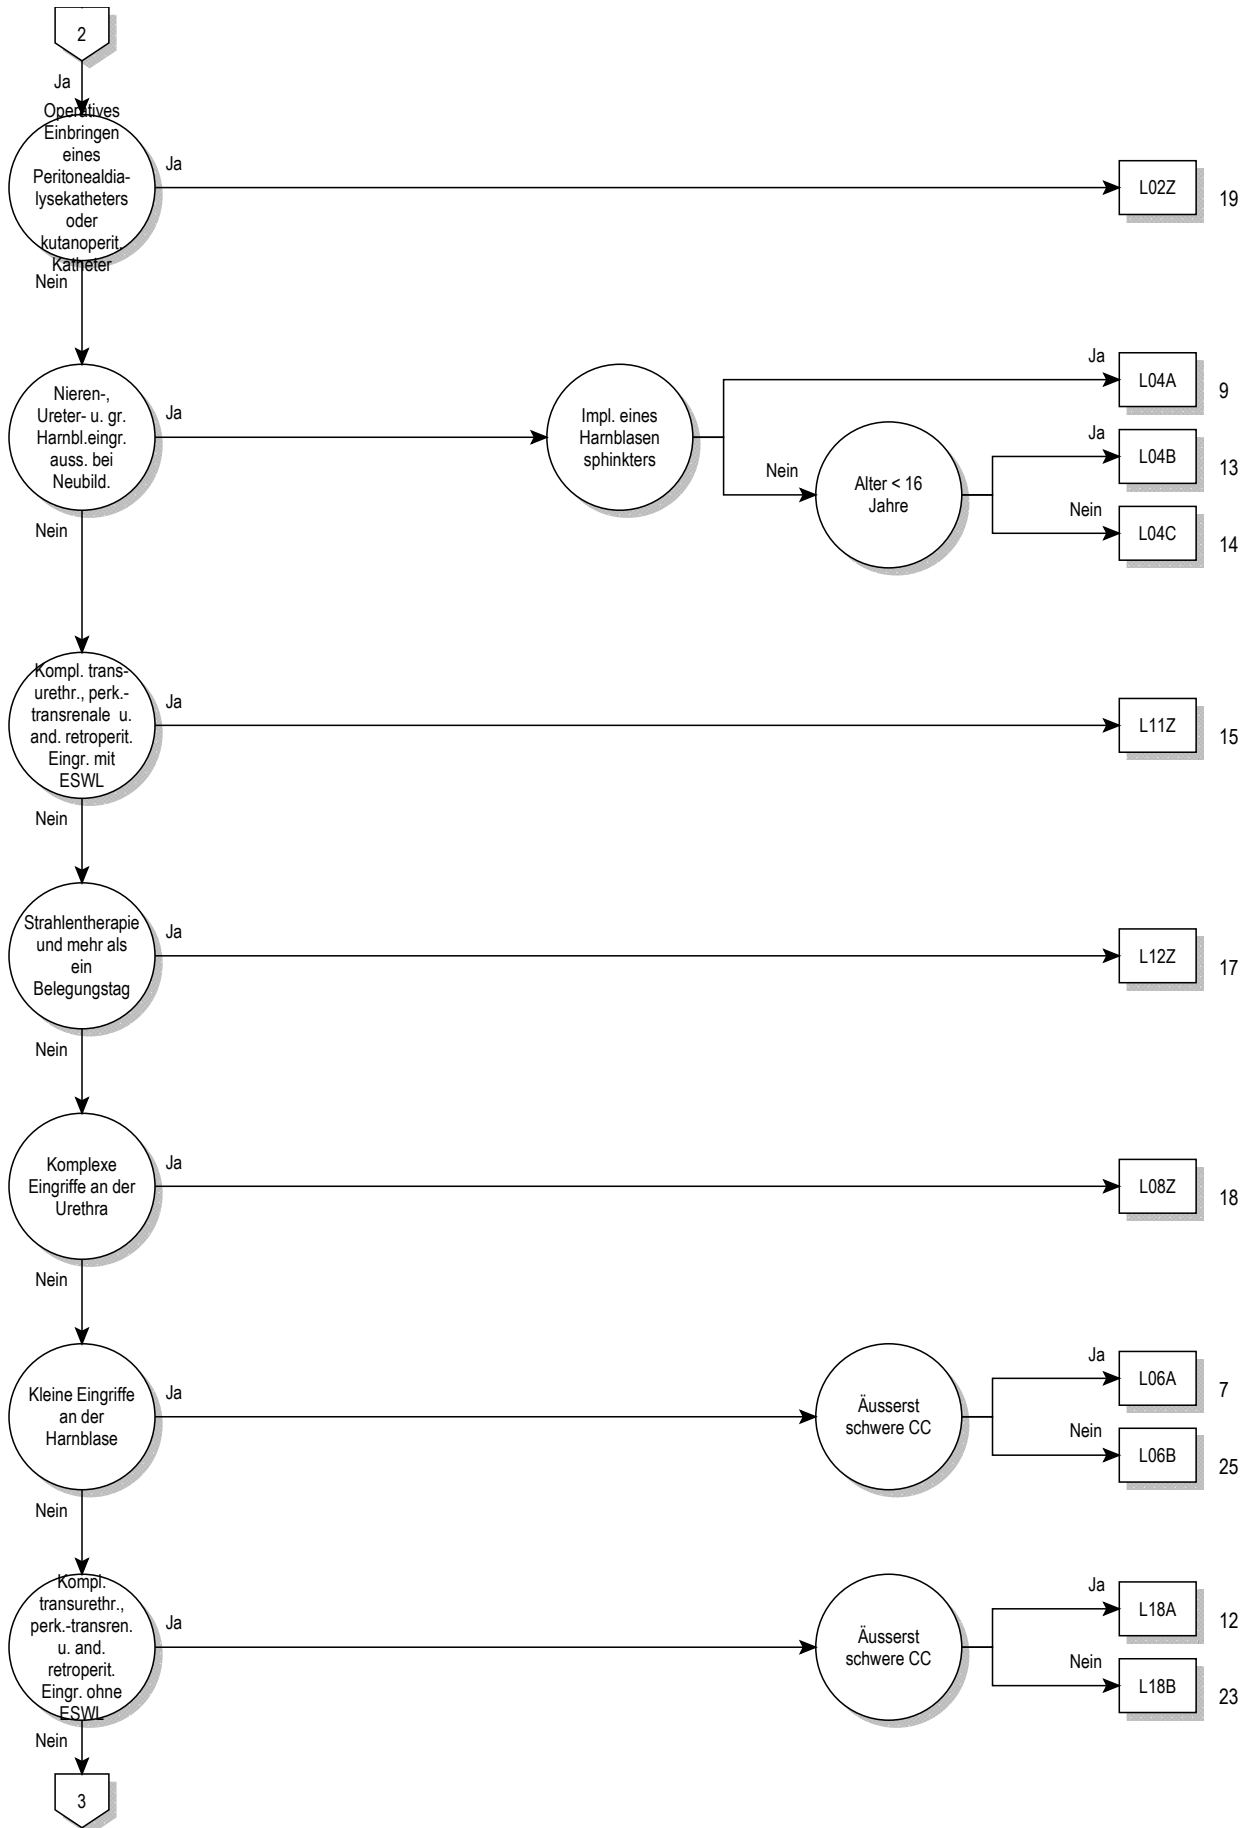 2
Ja
Operatives
Einbringen
eines
Peritonealdia-
lysekatheters
oder
kutanoperit.
Katheter
Ja
L02Z
19
Nein
Nieren-,
Ureter- u. gr.
Harnbl.eingr.
auss. bei
Neubild.
Ja
Impl. eines
Harnblasen
sphinkters
Ja
L04A
9
Nein
Alter < 16
Jahre
Ja
L04B
13
Nein
L04C
14
Nein
Kompl. trans-
urethr., perk.-
transrenale u.
and. retroperit.
Eingr. mit
ESWL
Ja
L11Z
15
Nein
Strahlentherapie
und mehr als
ein
Belegungstag
Ja
L12Z
17
Nein
Komplexe
Eingriffe an der
Urethra
Ja
L08Z
18
Nein
Kleine Eingriffe
an der
Harnblase
Ja
Äusserst
schwere CC
Ja
L06A
7
Nein
L06B
25
Nein
Kompl.
transurethr.,
perk.-transren.
u. and.
retroperit.
Eingr. ohne
ESWL
Ja
Äusserst
schwere CC
Ja
L18A
12
Nein
L18B
23
Nein
3